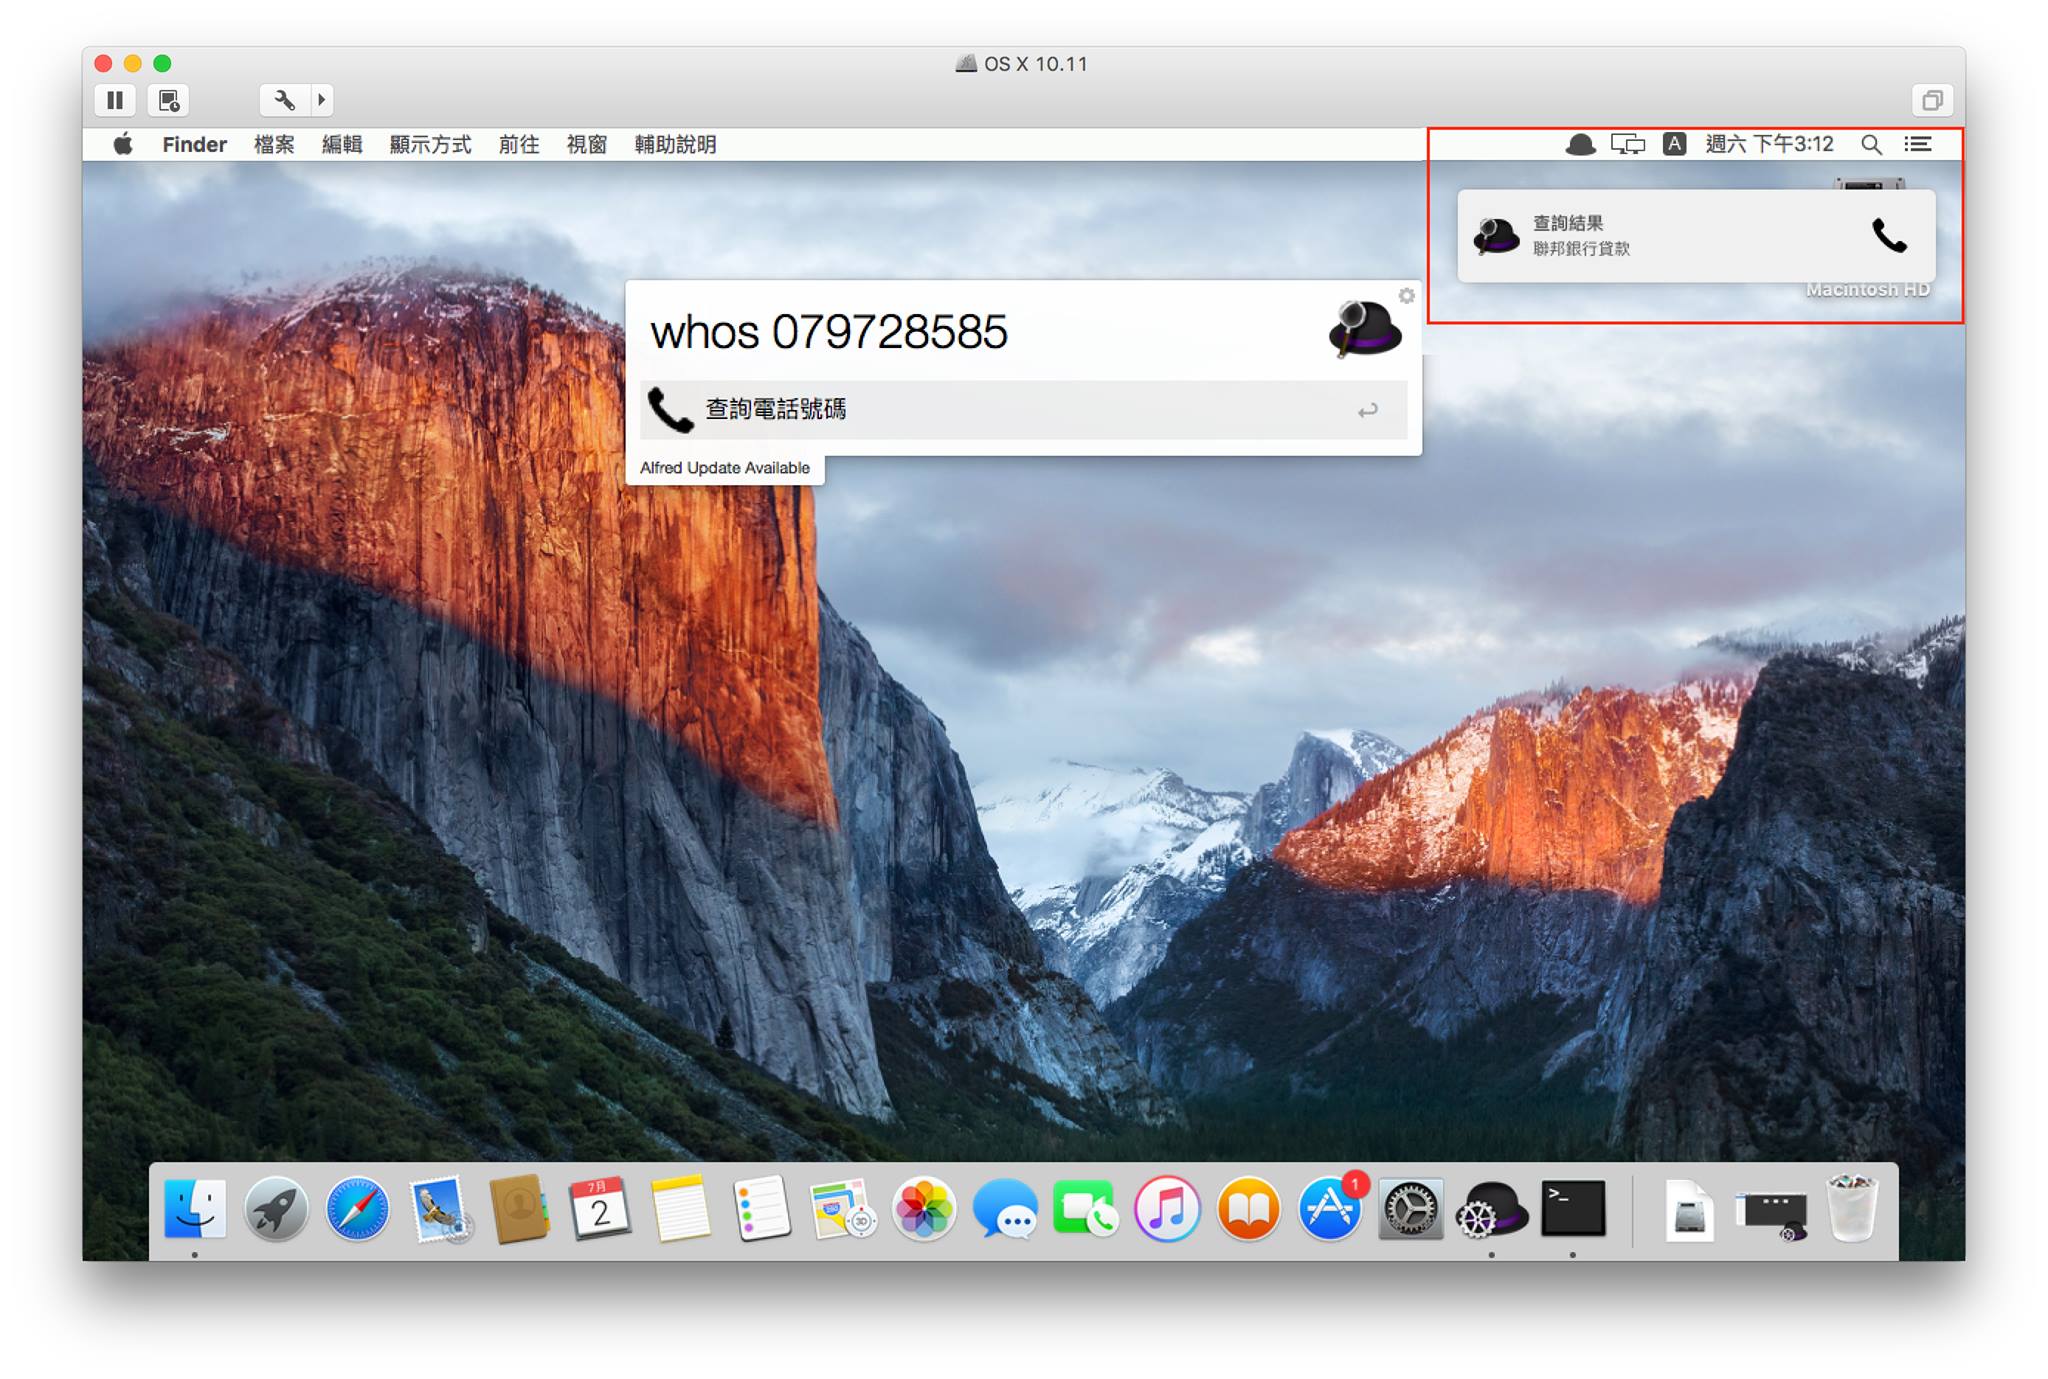 OS X 10.11
Finder 檔案 編輯 顯示方式 前往 視窗 輔助說明
A 週六 下午3:12
查詢結果
聯邦銀行貸款
Macintosh HD
whos 079728585
查詢電話號碼
Alfred Update Available
7月
2
3D
1
>_